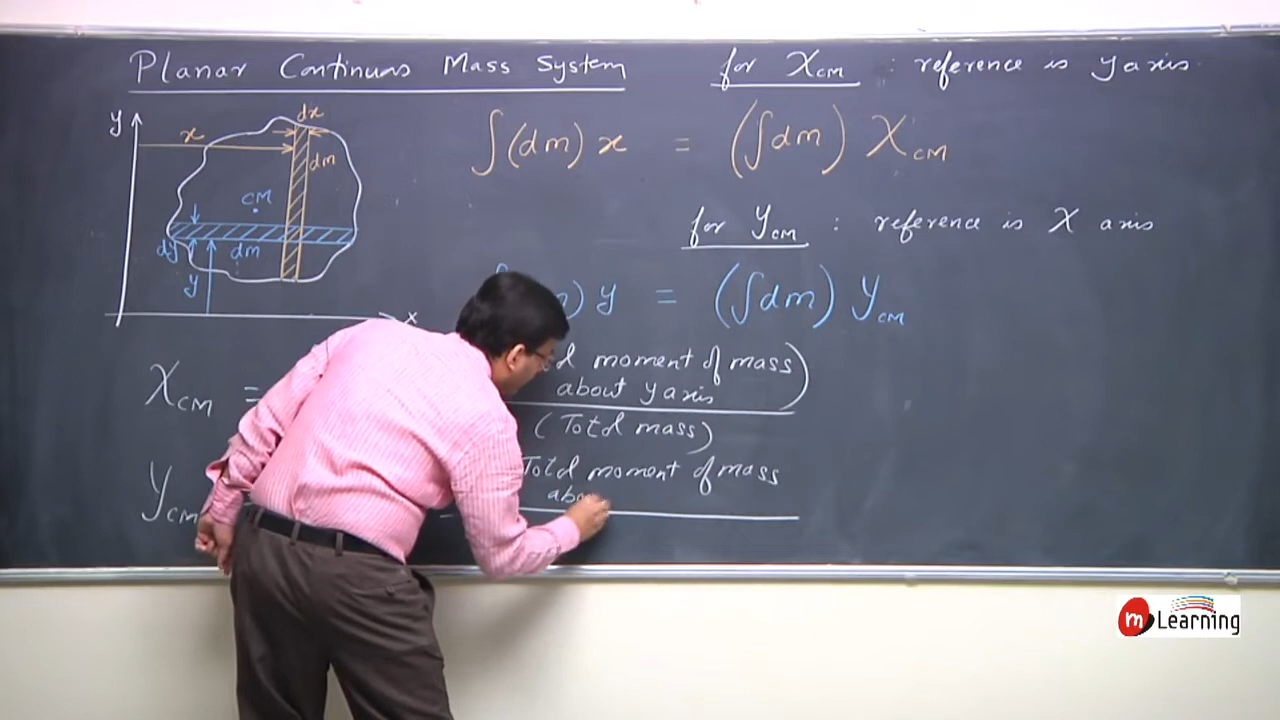 Planar Continuos Mass System
for XCM : reference is y axis
y
dx
x
dm
CM
dy
dm
y
x
∫(dm) x = (∫dm) XCM
for YCM : reference is X axis
) y = (∫dm) YCM
XCM =
moment of mass
about y axis)
(Total mass)
YCM
Total moment of mass
m Learning